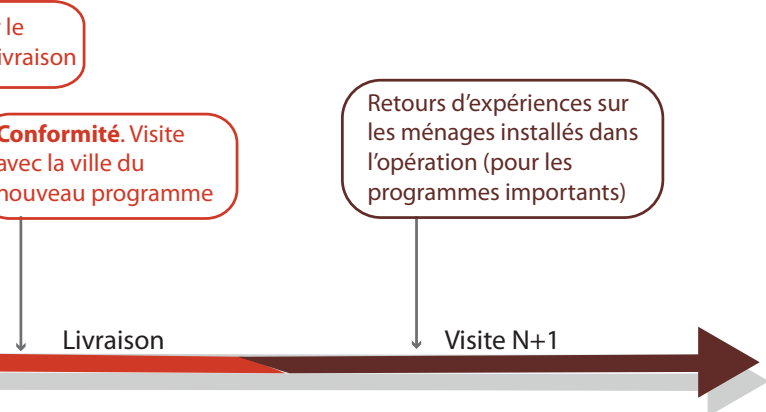 le
ivraison
Conformité. Visite
avec la ville du
nouveau programme
Retours d’expériences sur
les ménages installés dans
l’opération (pour les
programmes importants)
Livraison
Visite N+1